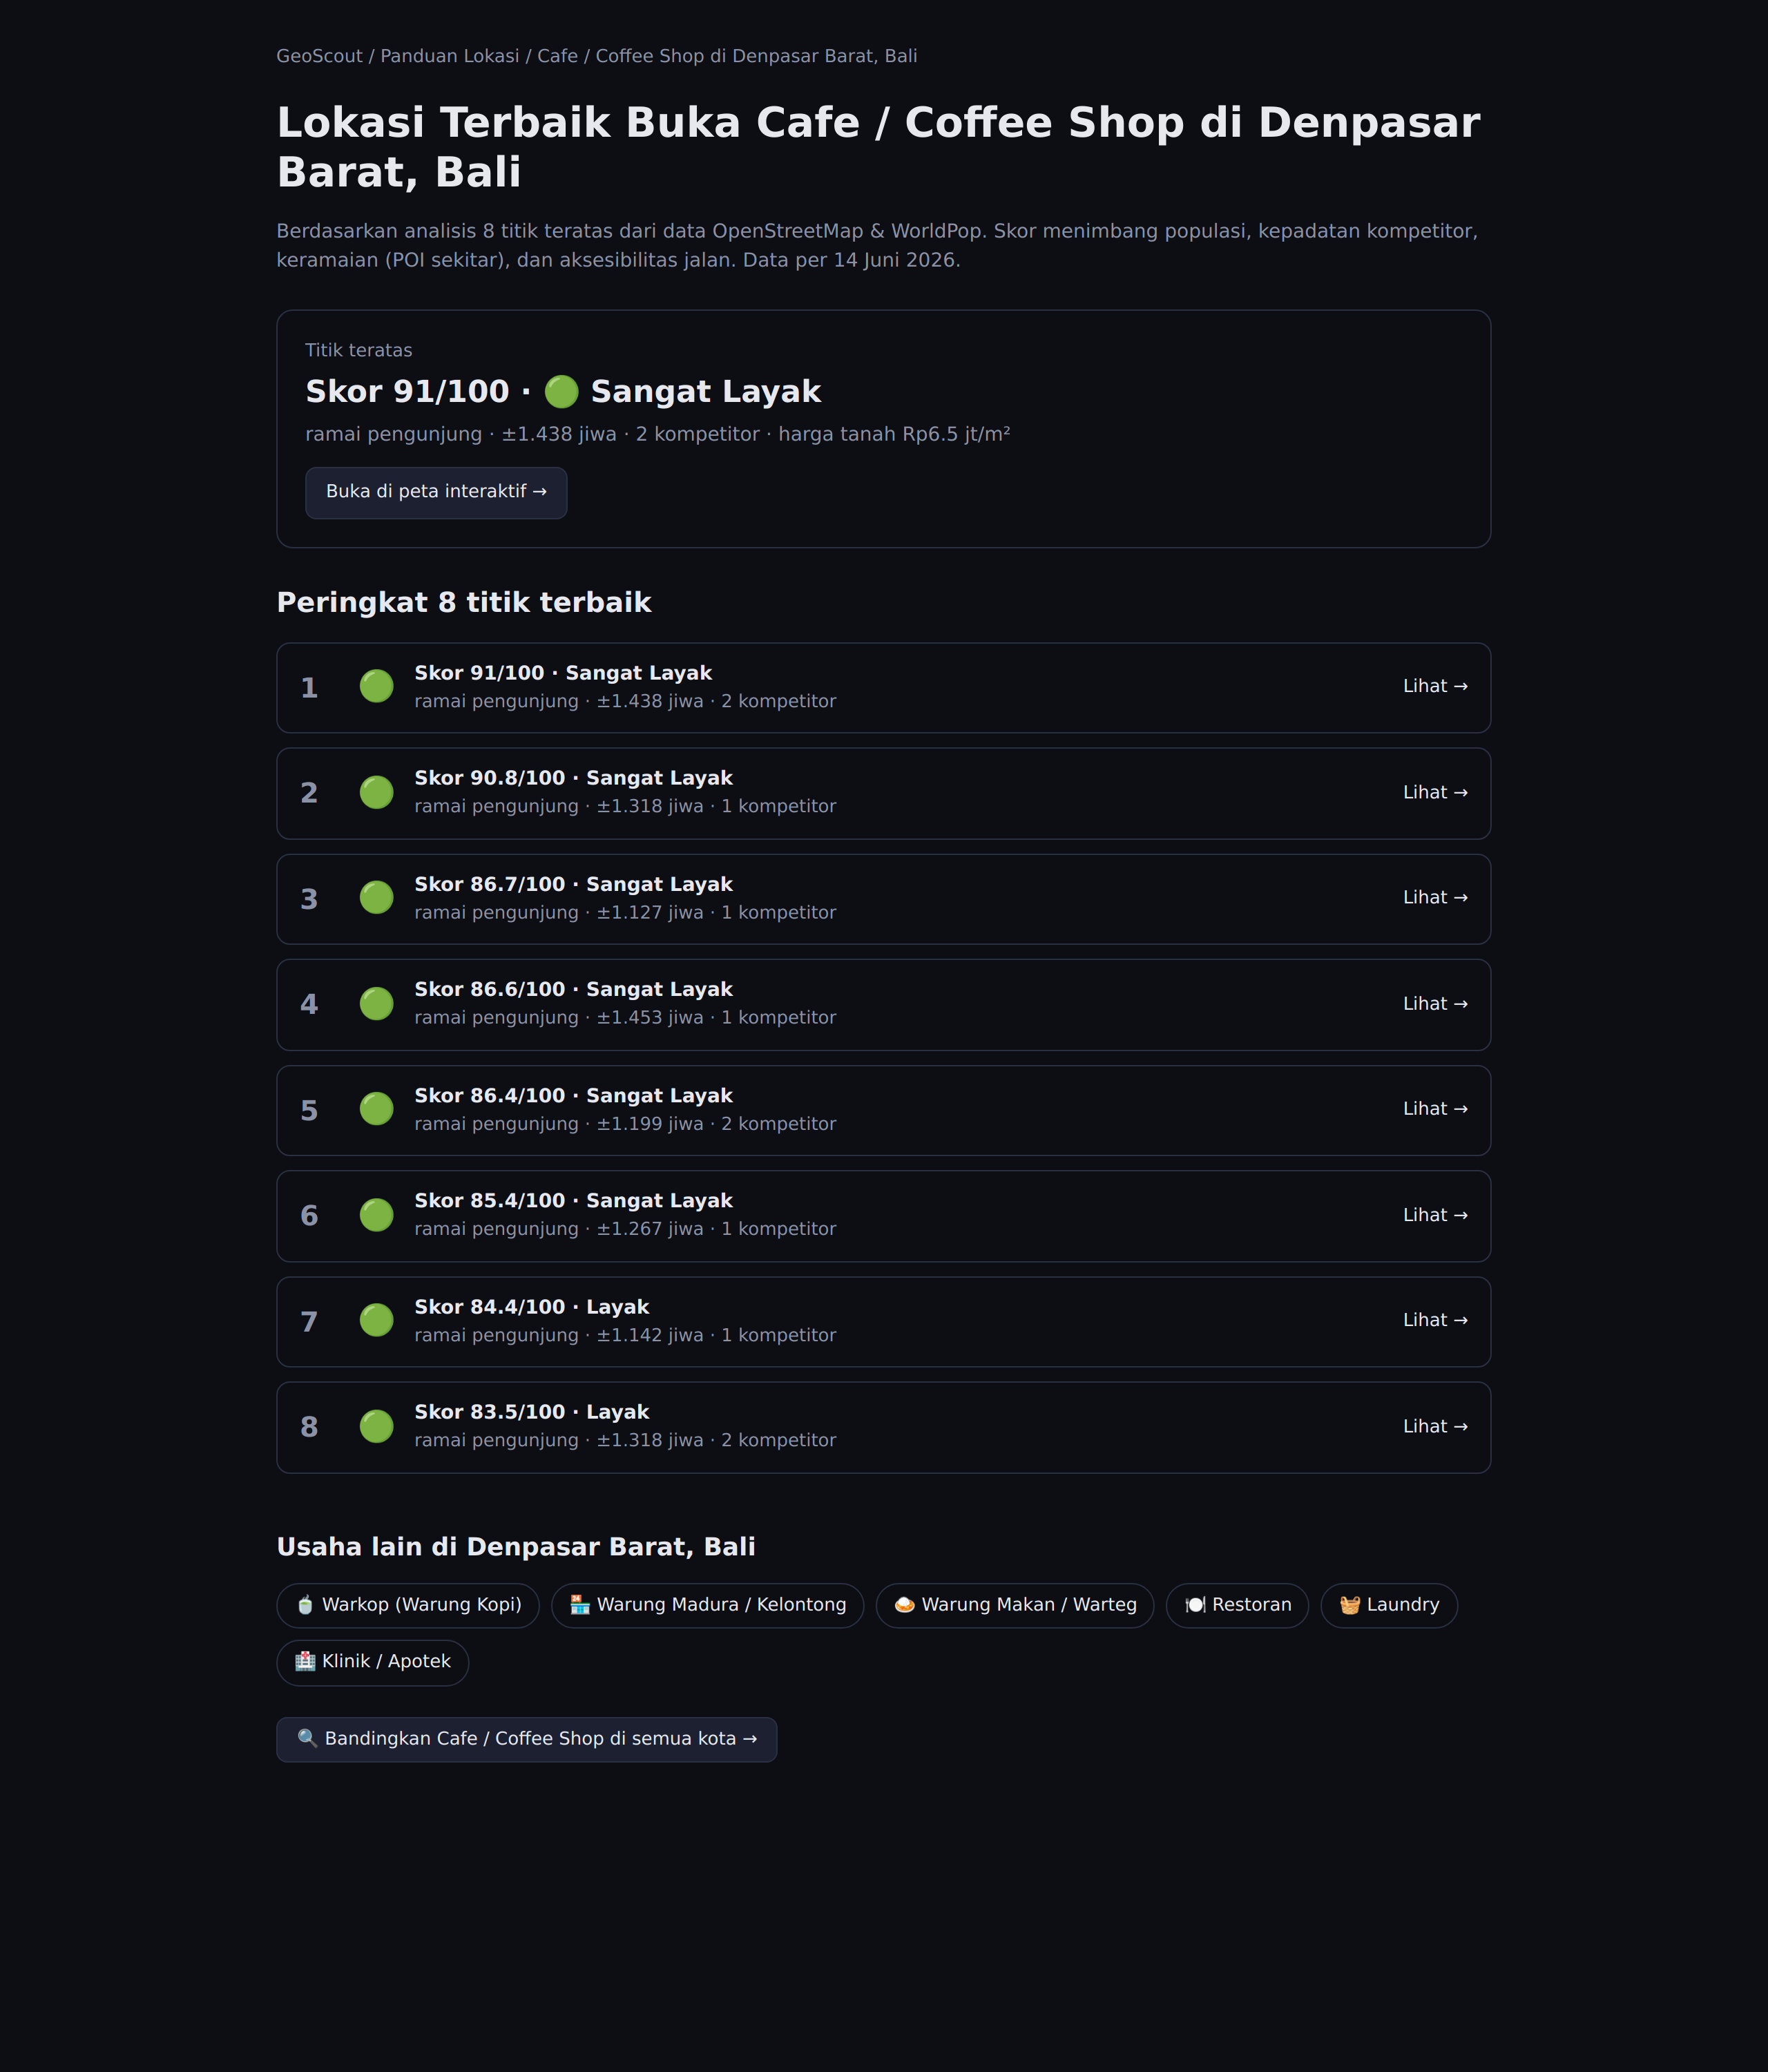 GeoScout / Panduan Lokasi / Cafe / Coffee Shop di Denpasar Barat, Bali
Lokasi Terbaik Buka Cafe / Coffee Shop di Denpasar
Barat, Bali
Berdasarkan analisis 8 titik teratas dari data OpenStreetMap & WorldPop. Skor menimbang populasi, kepadatan kompetitor,
keramaian (POI sekitar), dan aksesibilitas jalan. Data per 14 Juni 2026.
Titik teratas
Skor 91/100 · 🟢 Sangat Layak
ramai pengunjung · ±1.438 jiwa · 2 kompetitor · harga tanah Rp6.5 jt/m²
Buka di peta interaktif →
Peringkat 8 titik terbaik
1 🟢 Skor 91/100 · Sangat Layak
ramai pengunjung · ±1.438 jiwa · 2 kompetitor
Lihat →
2 🟢 Skor 90.8/100 · Sangat Layak
ramai pengunjung · ±1.318 jiwa · 1 kompetitor
Lihat →
3 🟢 Skor 86.7/100 · Sangat Layak
ramai pengunjung · ±1.127 jiwa · 1 kompetitor
Lihat →
4 🟢 Skor 86.6/100 · Sangat Layak
ramai pengunjung · ±1.453 jiwa · 1 kompetitor
Lihat →
5 🟢 Skor 86.4/100 · Sangat Layak
ramai pengunjung · ±1.199 jiwa · 2 kompetitor
Lihat →
6 🟢 Skor 85.4/100 · Sangat Layak
ramai pengunjung · ±1.267 jiwa · 1 kompetitor
Lihat →
7 🟢 Skor 84.4/100 · Layak
ramai pengunjung · ±1.142 jiwa · 1 kompetitor
Lihat →
8 🟢 Skor 83.5/100 · Layak
ramai pengunjung · ±1.318 jiwa · 2 kompetitor
Lihat →
Usaha lain di Denpasar Barat, Bali
🍵 Warkop (Warung Kopi) 🏪 Warung Madura / Kelontong 🍛 Warung Makan / Warteg 🍽️ Restoran 🧺 Laundry
🏥 Klinik / Apotek
🔍 Bandingkan Cafe / Coffee Shop di semua kota →